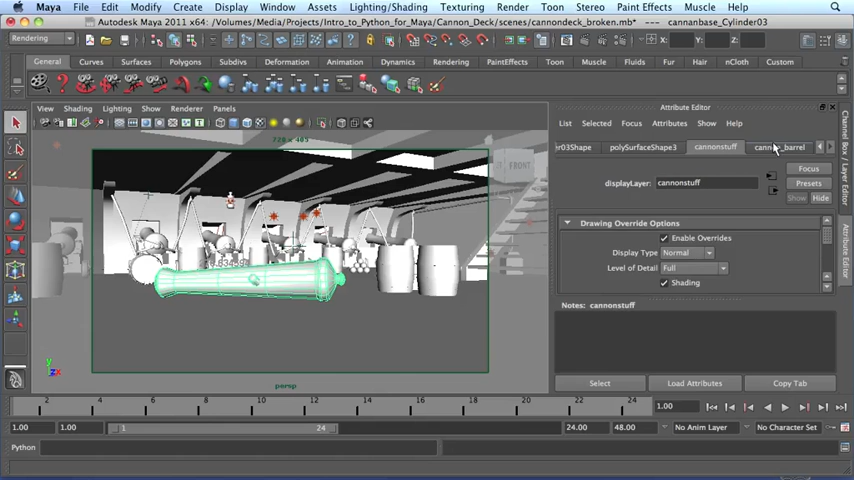 Maya File Edit Modify Create Display Window Assets Lighting/Shading Texturing Render Toon Stereo Paint Effects Muscle Help
Autodesk Maya 2011 x64: /Volumes/Media/Projects/Intro_to_Python_for_Maya/Cannon_Deck/scenes/cannondeck_broken.mb* --- cannanbase_Cylinder03
Rendering X: Y: Z:
General Curves Surfaces Polygons Subdivs Deformation Animation Dynamics Rendering PaintEffects Toon Muscle Fluids Fur Hair nCloth Custom
Attribute Editor
View Shading Lighting Show Renderer Panels
List Selected Focus Attributes Show Help
720 x 485
er03Shape polySurfaceShape3 cannonstuff
FRONT
Focus
displayLayer: cannonstuff Presets
Show Hide
Drawing Override Options
Enable Overrides
Display Type Normal
Level of Detail Full
Shading
Notes: cannonstuff
persp
Select Load Attributes Copy Tab
2 4 6 8 10 12 14 16 18 20 22 24 1.00
1.00 1.00 1 24 24.00 48.00 No Anim Layer No Character Set
Python
Channel Box / Layer Editor
Attribute Editor
y
zx